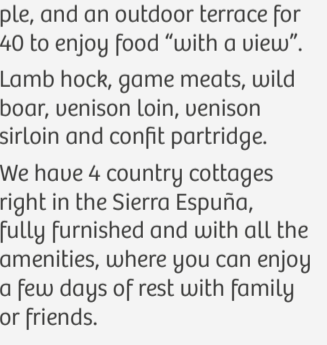 ple, and an outdoor terrace for
40 to enjoy food “with a view”.
Lamb hock, game meats, wild
boar, venison loin, venison
sirloin and confit partridge.
We have 4 country cottages
right in the Sierra Espuña,
fully furnished and with all the
amenities, where you can enjoy
a few days of rest with family
or friends.